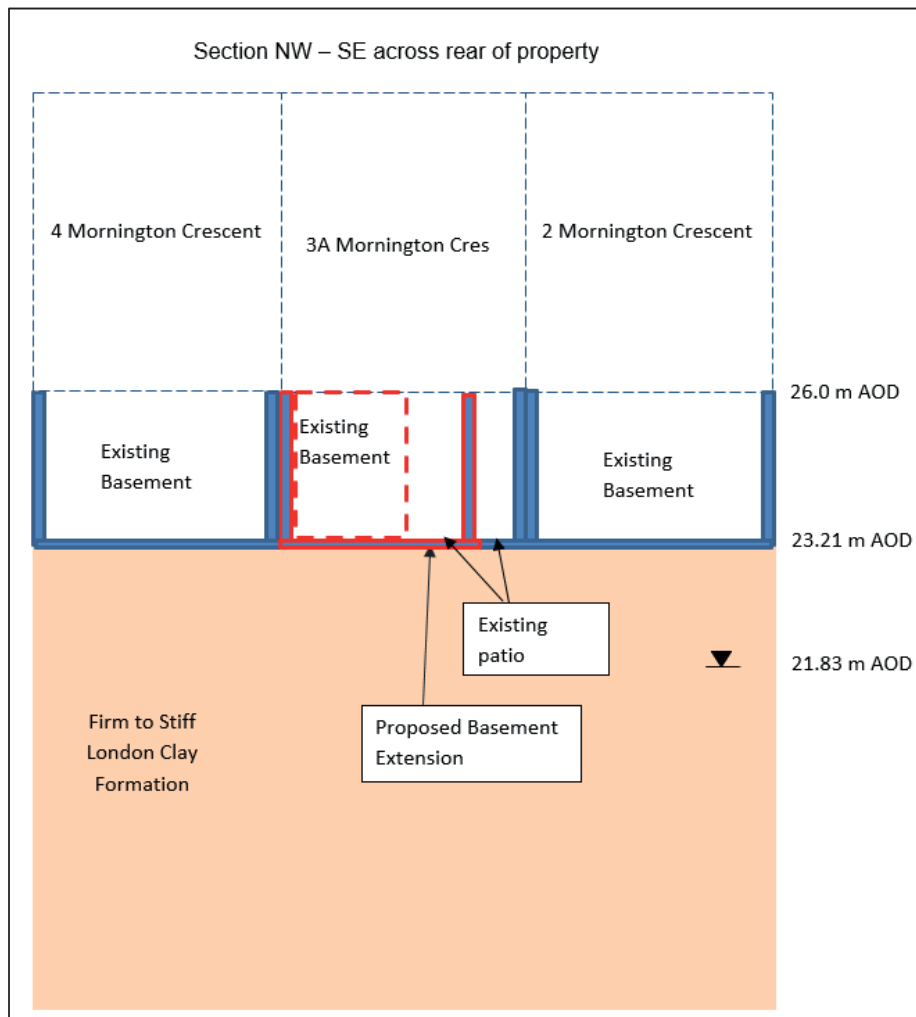 Section NW – SE across rear of property
4 Mornington Crescent
3A Mornington Cres
2 Mornington Crescent
26.0 m AOD
Existing
Basement
Existing
Basement
Existing
Basement
23.21 m AOD
Existing
patio
21.83 m AOD
Proposed Basement
Extension
Firm to Stiff
London Clay
Formation